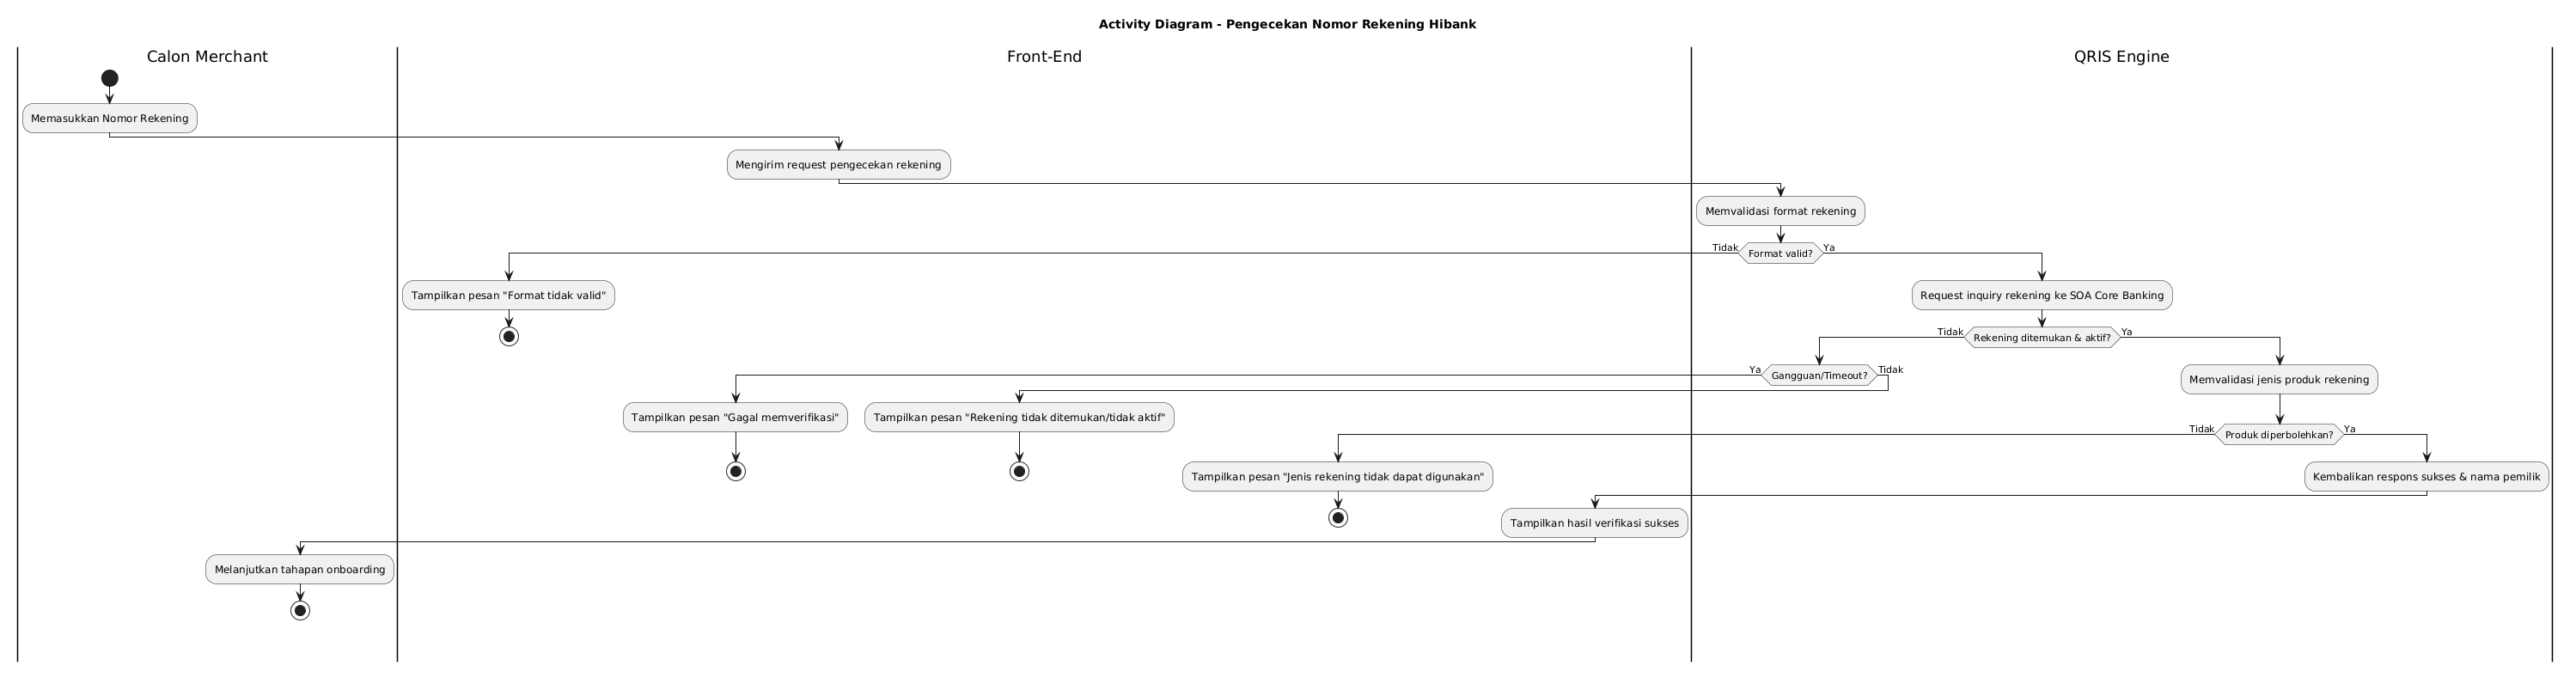 Activity Diagram - Pengecekan Nomor Rekening Hibank
Calon Merchant
Front-End
QRIS Engine
Memasukkan Nomor Rekening
Mengirim request pengecekan rekening
Memvalidasi format rekening
Tidak
Format valid?
Ya
Tampilkan pesan "Format tidak valid"
Request inquiry rekening ke SOA Core Banking
Tidak
Rekening ditemukan & aktif?
Ya
Ya
Gangguan/Timeout?
Tidak
Memvalidasi jenis produk rekening
Tampilkan pesan "Gagal memverifikasi"
Tampilkan pesan "Rekening tidak ditemukan/tidak aktif"
Tidak
Produk diperbolehkan?
Ya
Tampilkan pesan "Jenis rekening tidak dapat digunakan"
Kembalikan respons sukses & nama pemilik
Tampilkan hasil verifikasi sukses
Melanjutkan tahapan onboarding